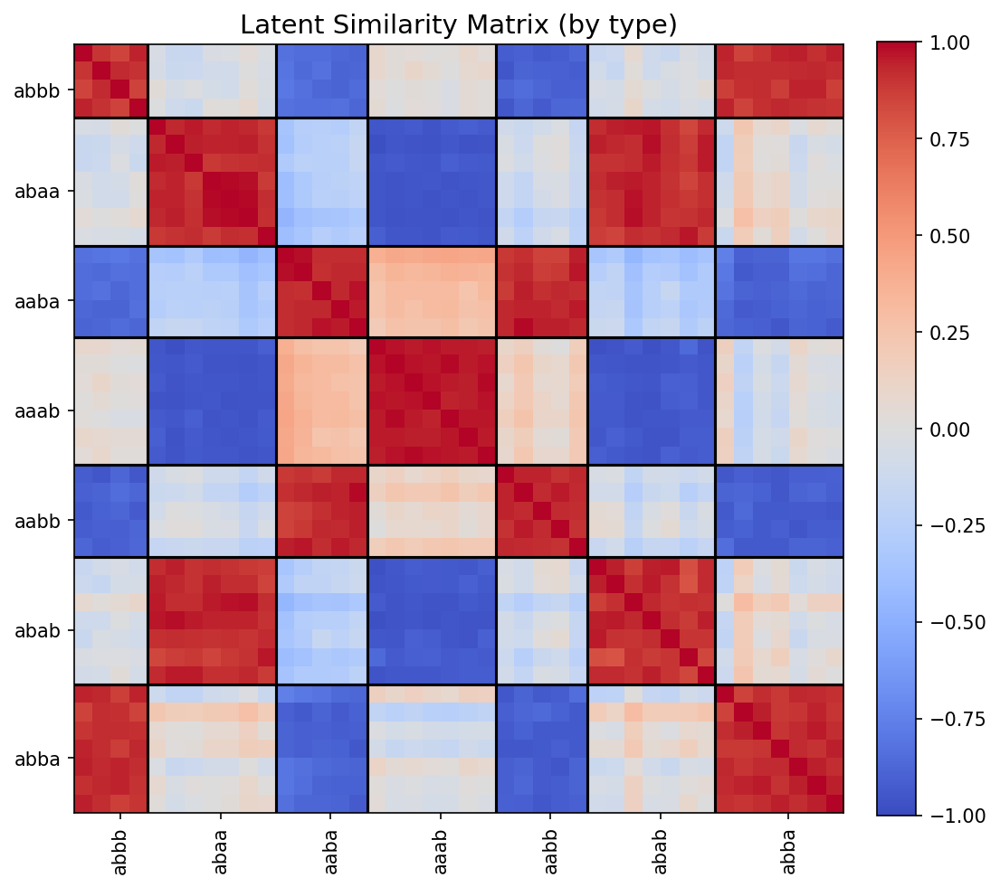 Latent Similarity Matrix (by type)
abbb
abaa
aaba
aaab
aabb
abab
abba
abbb
abaa
aaba
aaab
aabb
abab
abba
1.00
0.75
0.50
0.25
0.00
−0.25
−0.50
−0.75
−1.00